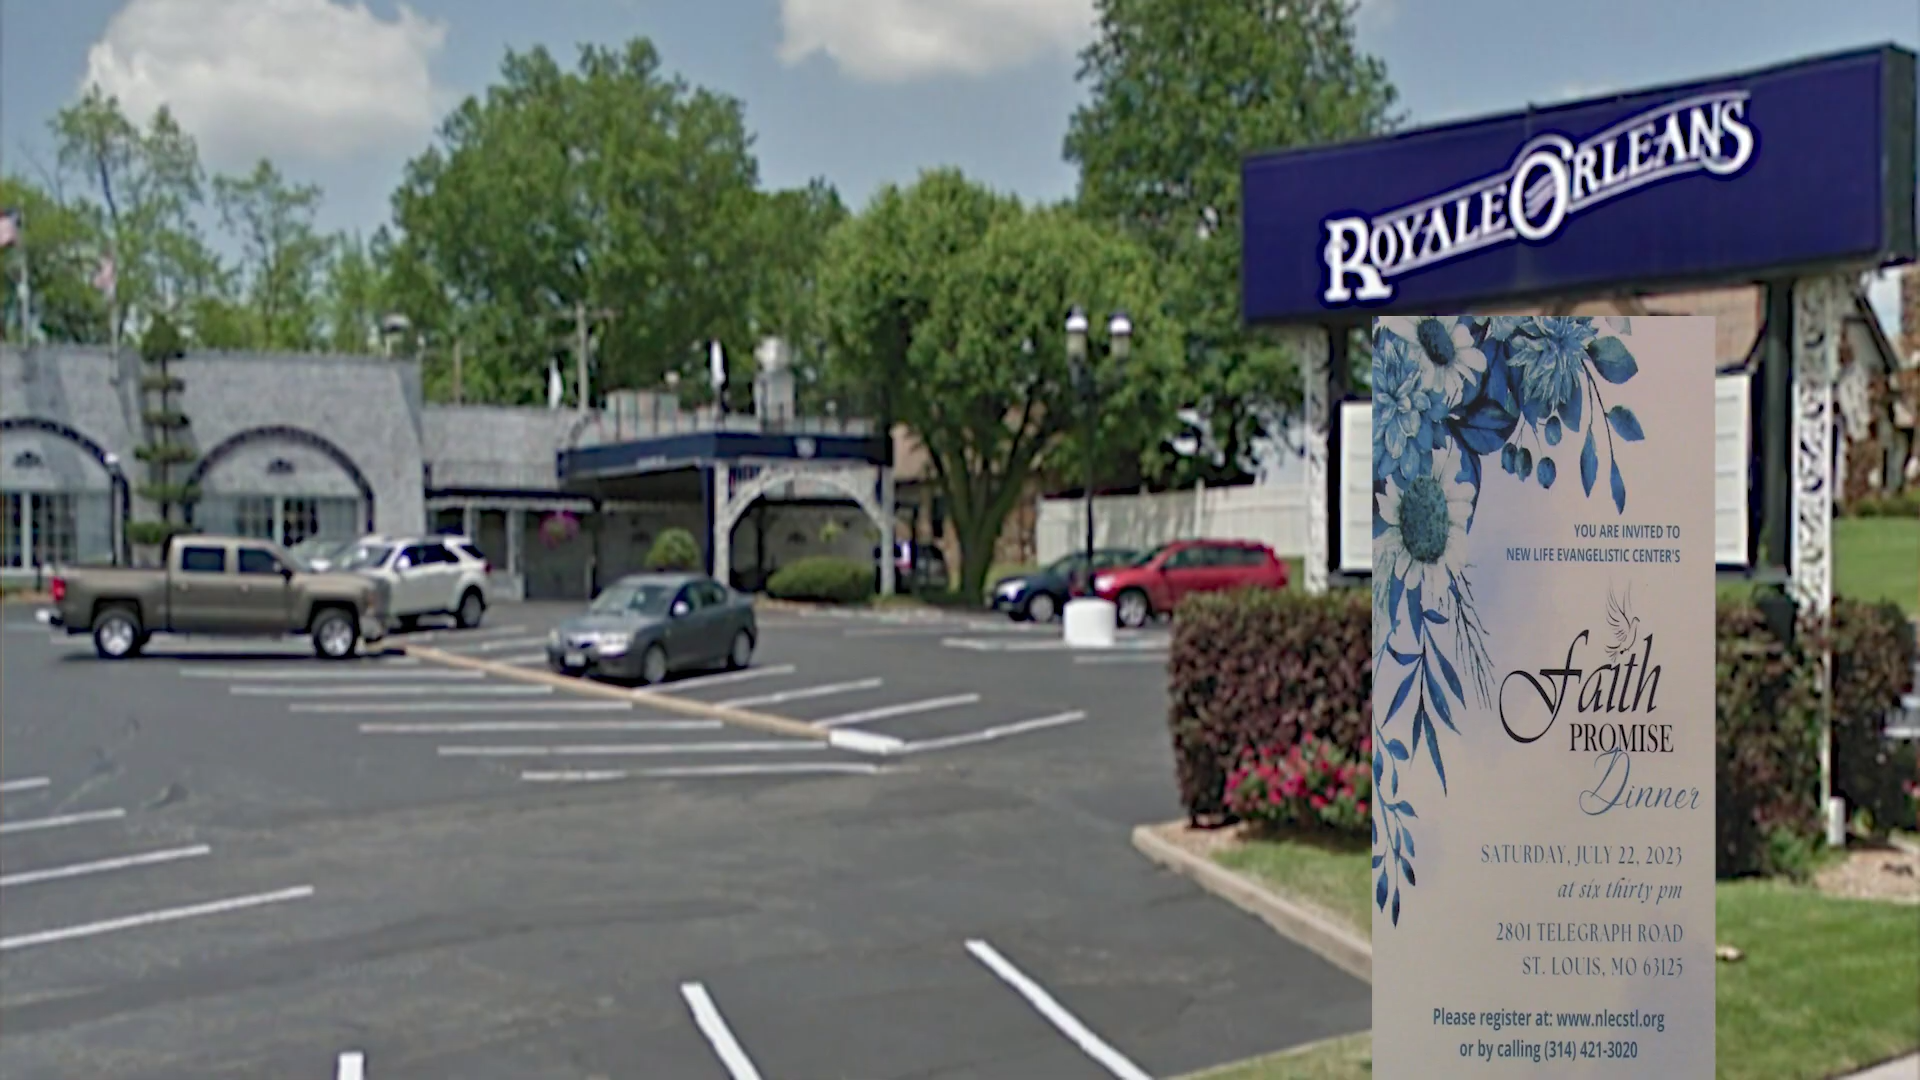 ROYALE ORLEANS
YOU ARE INVITED TO
NEW LIFE EVANGELISTIC CENTER'S
Faith
PROMISE
Dinner
SATURDAY, JULY 22, 2023
at six thirty pm
2801 TELEGRAPH ROAD
ST. LOUIS, MO 63125
Please register at: www.nlecstl.org
or by calling (314) 421-3020